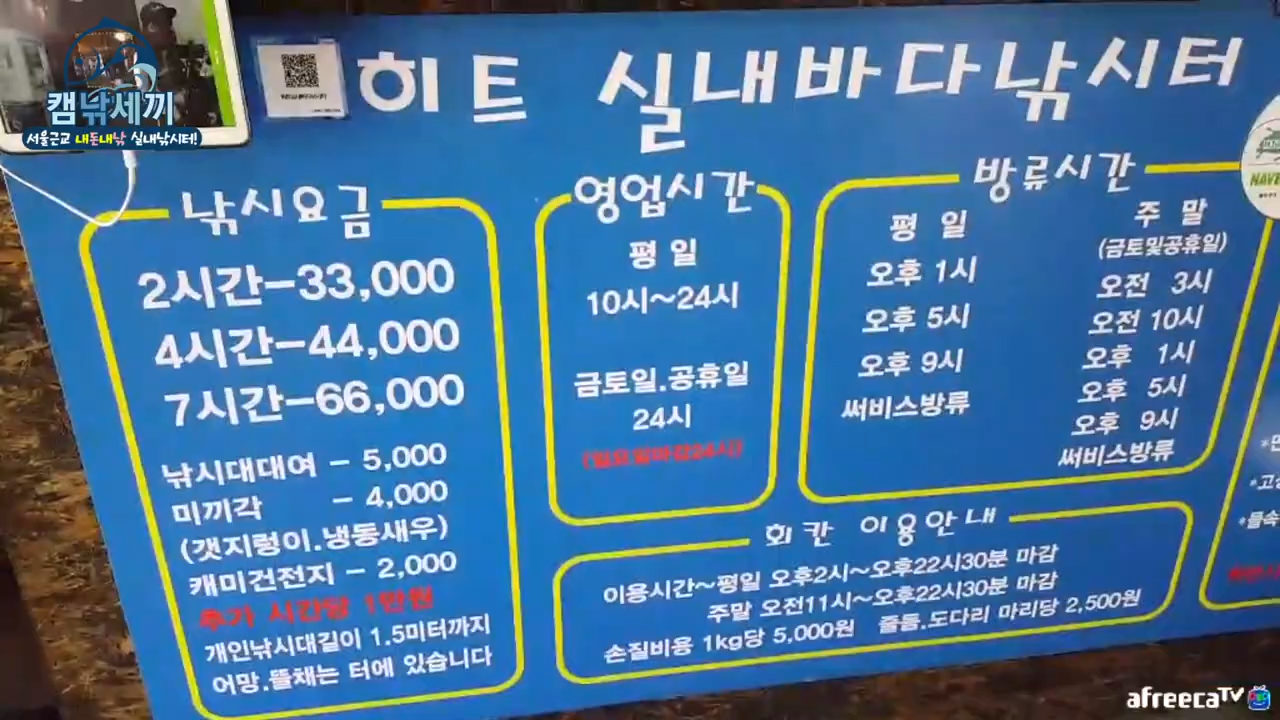 캠낚세끼
서울근교 내돈내낚 실내낚시터!
히트 실내바다낚시터
낚시요금
2시간-33,000
4시간-44,000
7시간-66,000
낚시대대여 - 5,000
미끼각 - 4,000
(갯지렁이.냉동새우)
캐미건전지 - 2,000
추가 시간당 1만원
개인낚시대길이 1.5미터까지
어망.뜰채는 터에 있습니다
영업시간
평 일
10시~24시
금토일.공휴일
24시
(일요일마감24시)
방류시간
평 일
오후 1시
오후 5시
오후 9시
써비스방류
주 말
(금토및공휴일)
오전 3시
오전 10시
오후 1시
오후 5시
오후 9시
써비스방류
회 칸 이용안내
이용시간~평일 오후2시~오후22시30분 마감
주말 오전11시~오후22시30분 마감
손질비용 1kg당 5,000원 줄돔.도다리 마리당 2,500원
afreecaTV